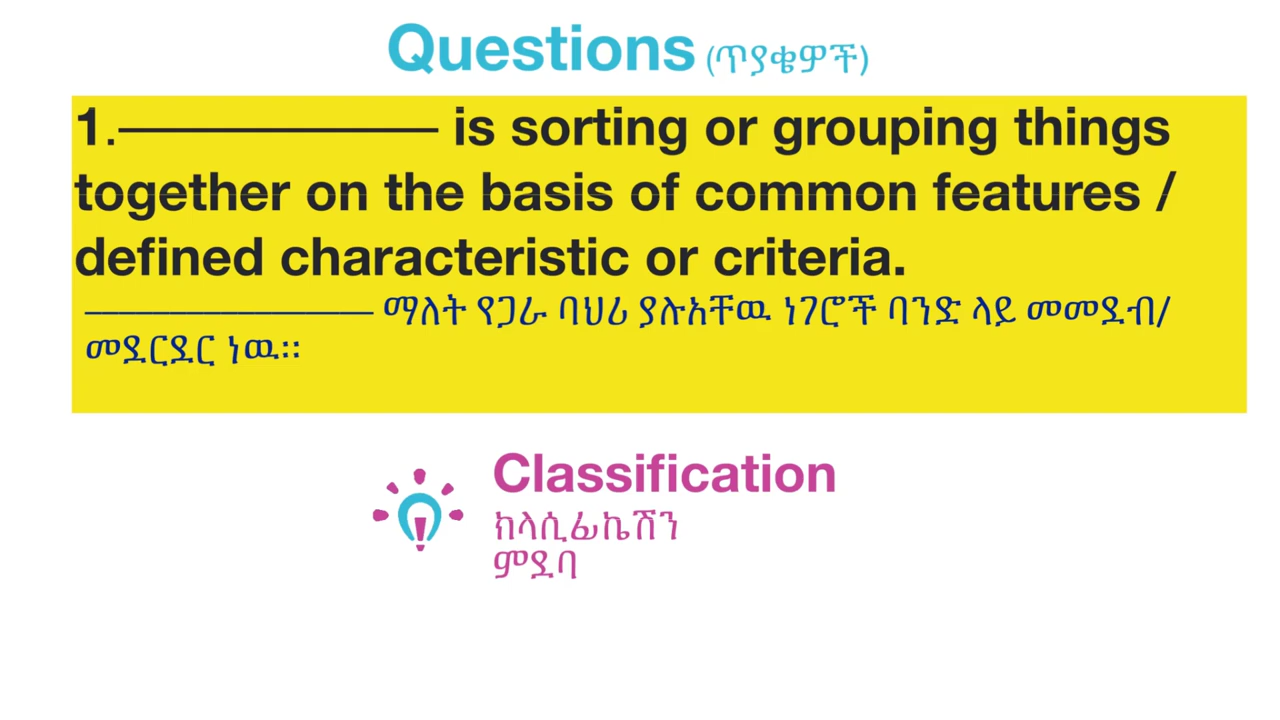 Questions (ጥያቄዎች)
1.—————— is sorting or grouping things
together on the basis of common features /
defined characteristic or criteria.
—————— ማለት የጋራ ባህሪ ያሉአቸዉ ነገሮች ባንድ ላይ መመደብ/
መደርደር ነዉ፡፡
Classification
ክላሲፊኬሽን
ምደባ